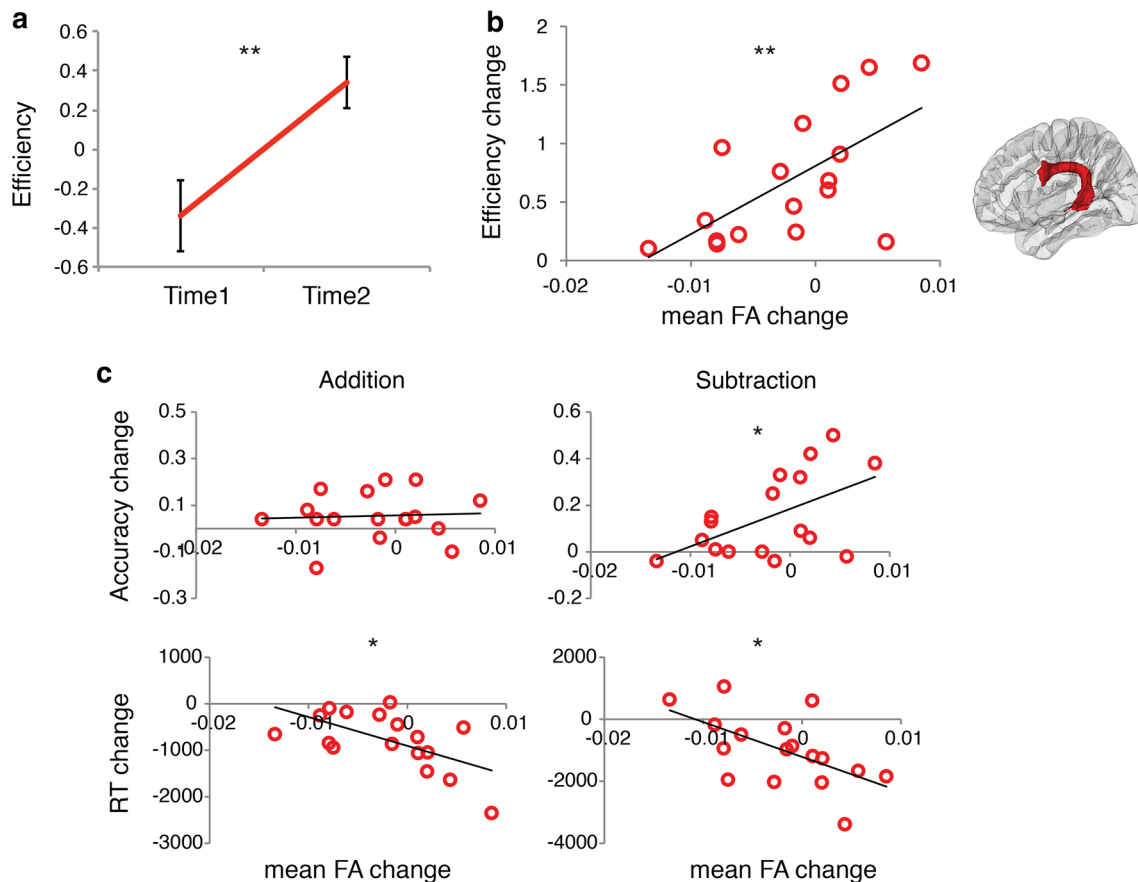 a
**
Efficiency
0.6
0.4
0.2
0
-0.2
-0.4
-0.6
Time1 Time2
b
**
Efficiency change
2
1.5
1
0.5
0
-0.02 -0.01 0 0.01
mean FA change
c
Addition
Accuracy change
0.5
0.3
0.1
-0.1
-0.3
-0.02 -0.01 0 0.01
Subtraction
*
0.6
0.4
0.2
0
-0.2
-0.02 -0.01 0 0.01
*
RT change
1000
0
-1000
-2000
-3000
-0.02 -0.01 0 0.01
mean FA change
*
2000
0
-2000
-4000
-0.02 -0.01 0 0.01
mean FA change